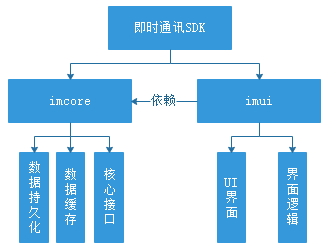 即时通讯SDK
imcore
依赖
imui
数据持久化
数据缓存
核心接口
UI界面
界面逻辑